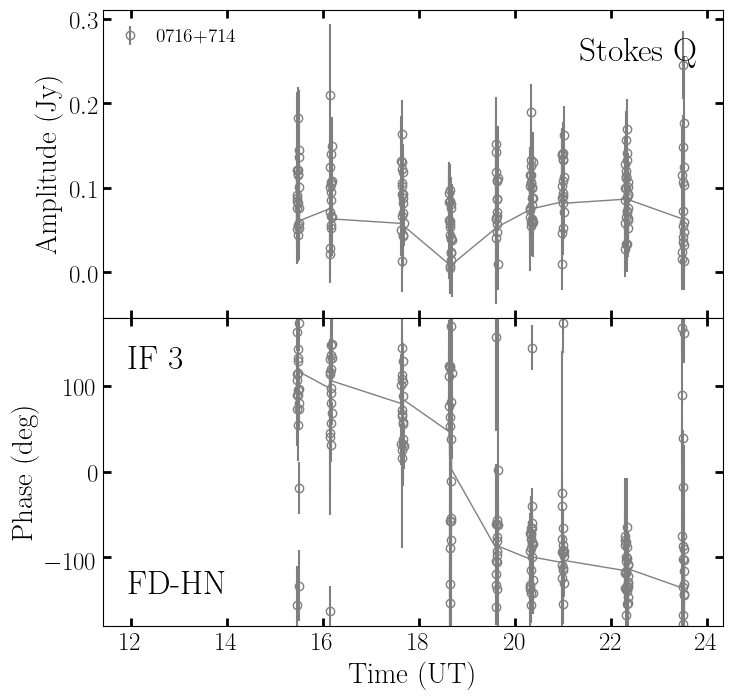 0.3
0716+714
Stokes Q
0.2
Amplitude (Jy)
0.1
0.0
IF 3
100
Phase (deg)
0
−100
FD-HN
12 14 16 18 20 22 24
Time (UT)